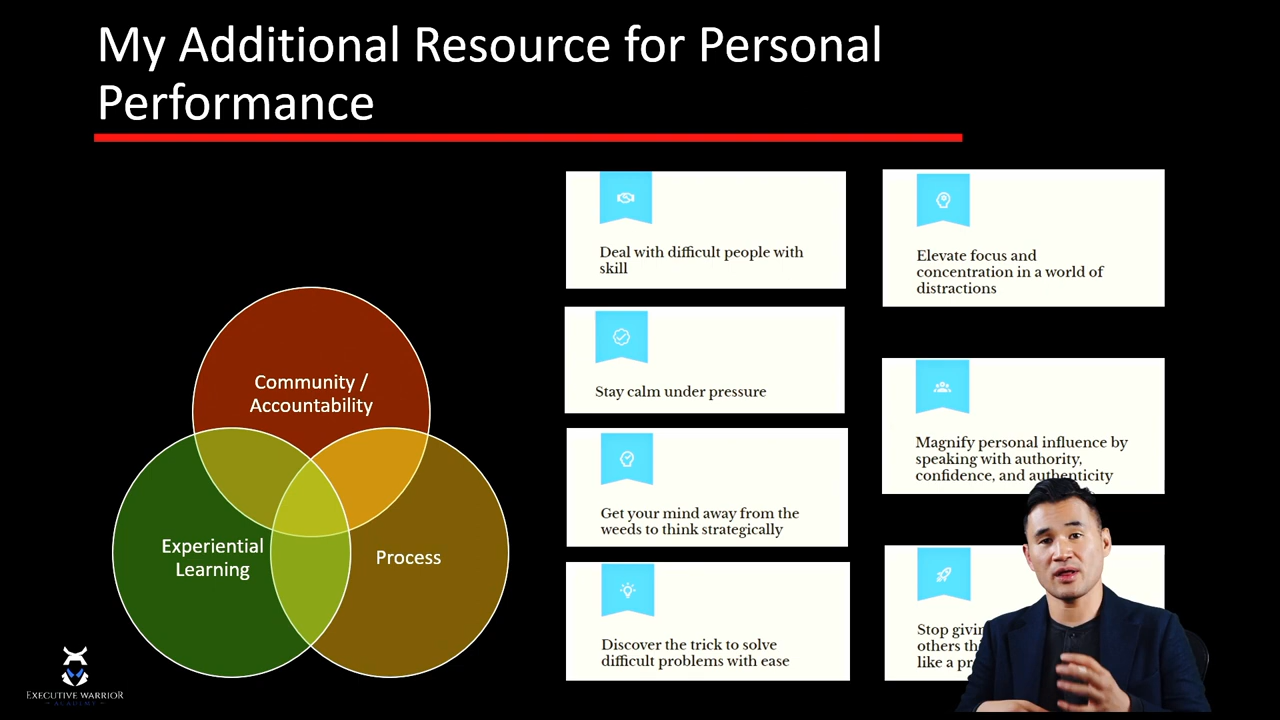 My Additional Resource for Personal
Performance
Community /
Accountability
Experiential
Learning
Process
Deal with difficult people with
skill
Stay calm under pressure
Get your mind away from the
weeds to think strategically
Discover the trick to solve
difficult problems with ease
Elevate focus and
concentration in a world of
distractions
Magnify personal influence by
speaking with authority,
confidence, and authenticity
Stop
others
like a
EXECUTIVE WARRIOR
ACADEMY